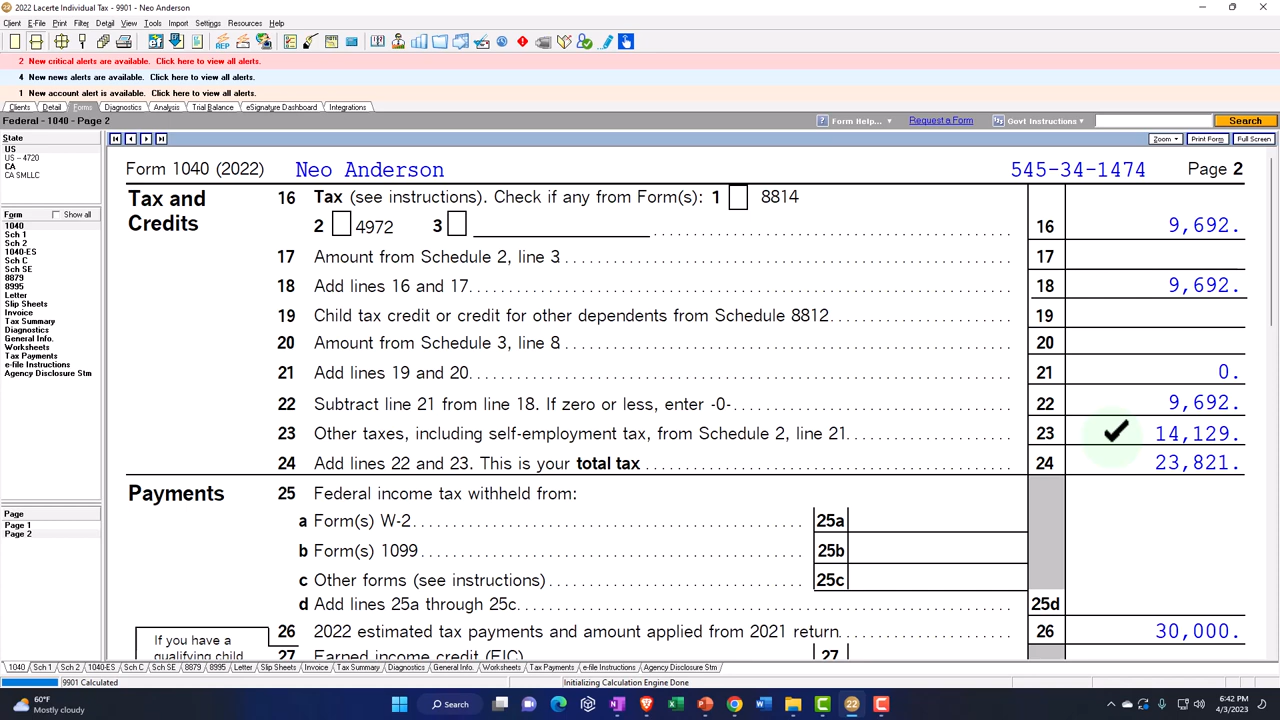 2022 Lacerte Individual Tax - 9901 - Neo Anderson
Client E-File Print Filter Detail View Tools Import Settings Resources Help
REP
2 New critical alerts are available. Click here to view all alerts.
4 New news alerts are available. Click here to view all alerts.
1 New account alert is available. Click here to view all alerts.
Clients Detail Forms Diagnostics Analysis Trial Balance eSignature Dashboard Integrations
Federal - 1040 - Page 2
Form Help... Request a Form Govt Instructions Search
State
US
US - 4720
CA
CA SMLLC
Zoom Print Form Full Screen
Form Show all
1040
Sch 1
Sch 2
1040-ES
Sch C
Sch SE
8879
8995
Letter
Slip Sheets
Invoice
Tax Summary
Diagnostics
General Info.
Worksheets
Tax Payments
e-file Instructions
Agency Disclosure Stm
Page
Page 1
Page 2
Form 1040 (2022) Neo Anderson 545-34-1474 Page 2
Tax and Credits
16 Tax (see instructions). Check if any from Form(s): 1 8814
2 4972 3 16 9,692.
17 Amount from Schedule 2, line 3 17
18 Add lines 16 and 17 18 9,692.
19 Child tax credit or credit for other dependents from Schedule 8812 19
20 Amount from Schedule 3, line 8 20
21 Add lines 19 and 20 21 0.
22 Subtract line 21 from line 18. If zero or less, enter -0- 22 9,692.
23 Other taxes, including self-employment tax, from Schedule 2, line 21 23 14,129.
24 Add lines 22 and 23. This is your total tax 24 23,821.
Payments 25 Federal income tax withheld from:
a Form(s) W-2 25a
b Form(s) 1099 25b
c Other forms (see instructions) 25c
d Add lines 25a through 25c 25d
26 2022 estimated tax payments and amount applied from 2021 return 26 30,000.
If you have a
qualifying child
27 Earned income credit (EIC) 27
1040 Sch 1 Sch 2 1040-ES Sch C Sch SE 8879 8995 Letter Slip Sheets Invoice Tax Summary Diagnostics General Info. Worksheets Tax Payments e-file Instructions Agency Disclosure Stm
9901 Calculated Initializing Calculation Engine Done
60°F
Mostly cloudy
Search
6:42 PM
4/3/2023